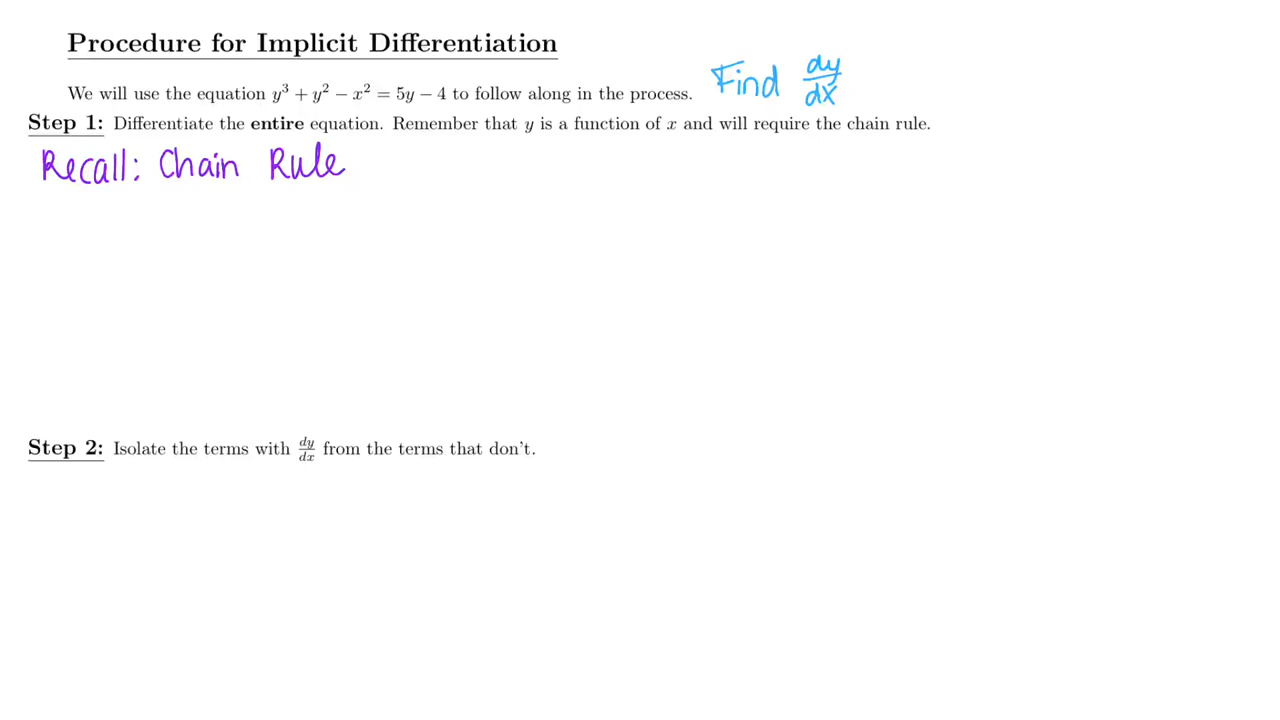 Procedure for Implicit Differentiation
We will use the equation y³ + y² − x² = 5y − 4 to follow along in the process. Find dy/dx
Step 1: Differentiate the entire equation. Remember that y is a function of x and will require the chain rule.
Recall: Chain Rule
Step 2: Isolate the terms with dy/dx from the terms that don't.